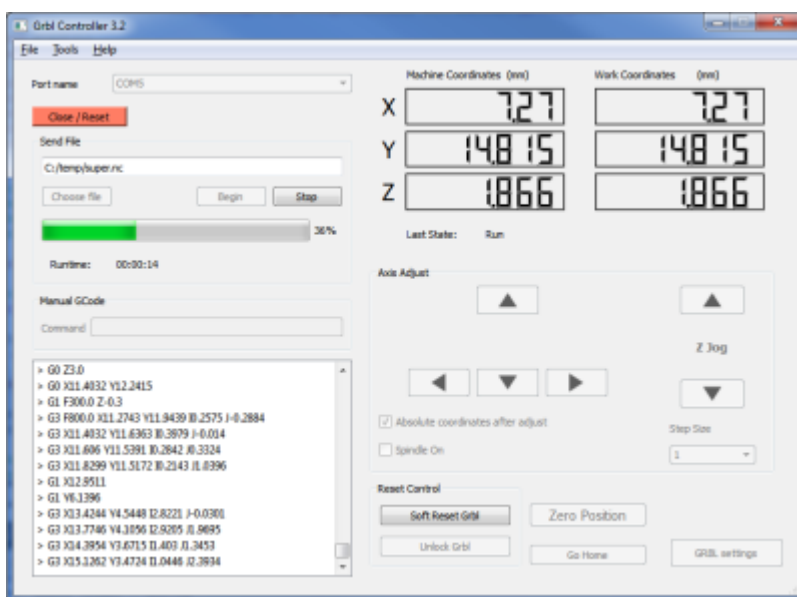 Grbl Controller 3.2
File Tools Help
Port name COM5
Close / Reset
Send File
C:/temp/super.nc
Choose file Begin Stop
36%
Runtime: 00:00:14
Manual GCode
Command
> G0 Z3.0
> G0 X11.4032 Y12.2415
> G1 F300.0 Z-0.3
> G3 F800.0 X11.2743 Y11.9439 I0.2575 J-0.2884
> G3 X11.4032 Y11.6363 I0.3979 J-0.014
> G3 X11.606 Y11.5391 I0.2842 J0.3324
> G3 X11.8299 Y11.5172 I0.2143 J1.0396
> G1 X12.9511
> G1 Y6.1396
> G3 X13.4244 Y4.5448 I2.8221 J-0.0301
> G3 X13.7746 Y4.1056 I2.9205 J1.9695
> G3 X14.3954 Y3.6715 I1.403 J1.3453
> G3 X15.1262 Y3.4724 I1.0446 J2.3934
Machine Coordinates (mm) Work Coordinates (mm)
X 7.27 7.27
Y 14.815 14.815
Z 1.866 1.866
Last State: Run
Axis Adjust
Z Jog
Absolute coordinates after adjust
Step Size
Spindle On
1
Reset Control
Soft Reset Grbl Zero Position
Unlock Grbl Go Home GRBL settings